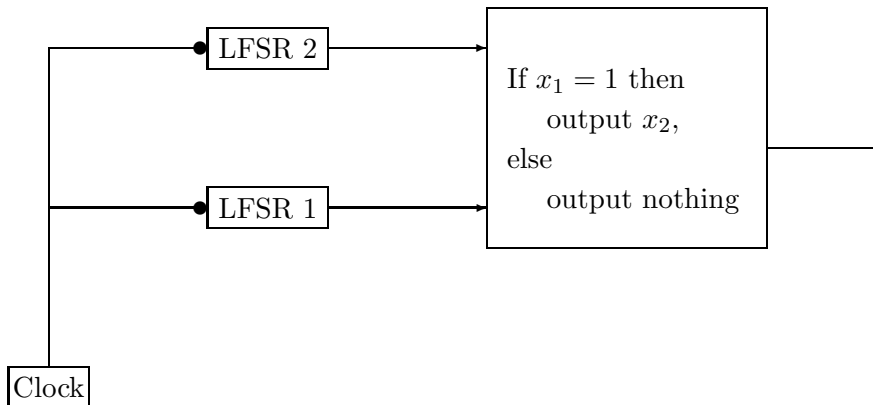 LFSR 2
If x₁ = 1 then
output x₂,
else
output nothing
LFSR 1
Clock